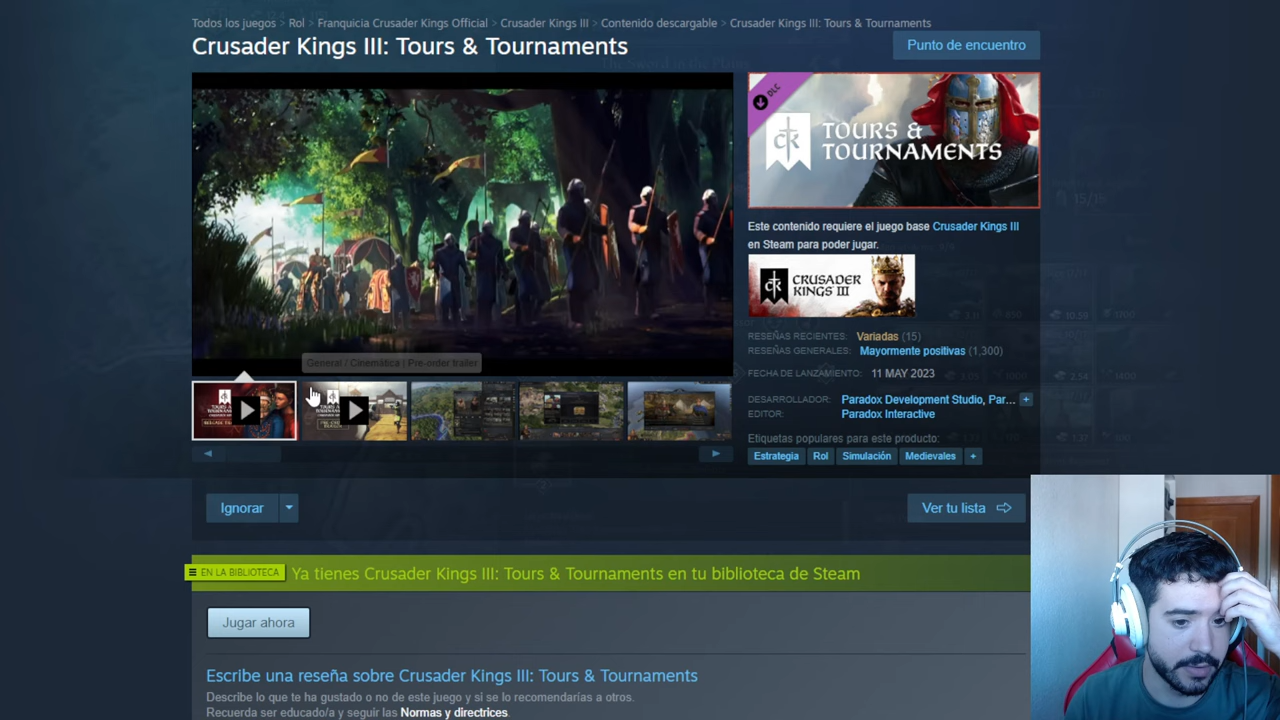 Todos los juegos > Rol > Franquicia Crusader Kings Official > Crusader Kings III > Contenido descargable > Crusader Kings III: Tours & Tournaments
Crusader Kings III: Tours & Tournaments
Punto de encuentro
DLC
TOURS &
TOURNAMENTS
Este contenido requiere el juego base Crusader Kings III
en Steam para poder jugar.
CRUSADER
KINGS III
RESEÑAS RECIENTES: Variadas (15)
RESEÑAS GENERALES: Mayormente positivas (1,300)
General / Cinemática | Pre-order trailer
FECHA DE LANZAMIENTO: 11 MAY 2023
DESARROLLADOR: Paradox Development Studio, Par... +
EDITOR: Paradox Interactive
Etiquetas populares para este producto:
Estrategia Rol Simulación Medievales +
Ignorar
Ver tu lista
EN LA BIBLIOTECA
Ya tienes Crusader Kings III: Tours & Tournaments en tu biblioteca de Steam
Jugar ahora
Escribe una reseña sobre Crusader Kings III: Tours & Tournaments
Describe lo que te ha gustado o no de este juego y si se lo recomendarías a otros.
Recuerda ser educado/a y seguir las Normas y directrices.